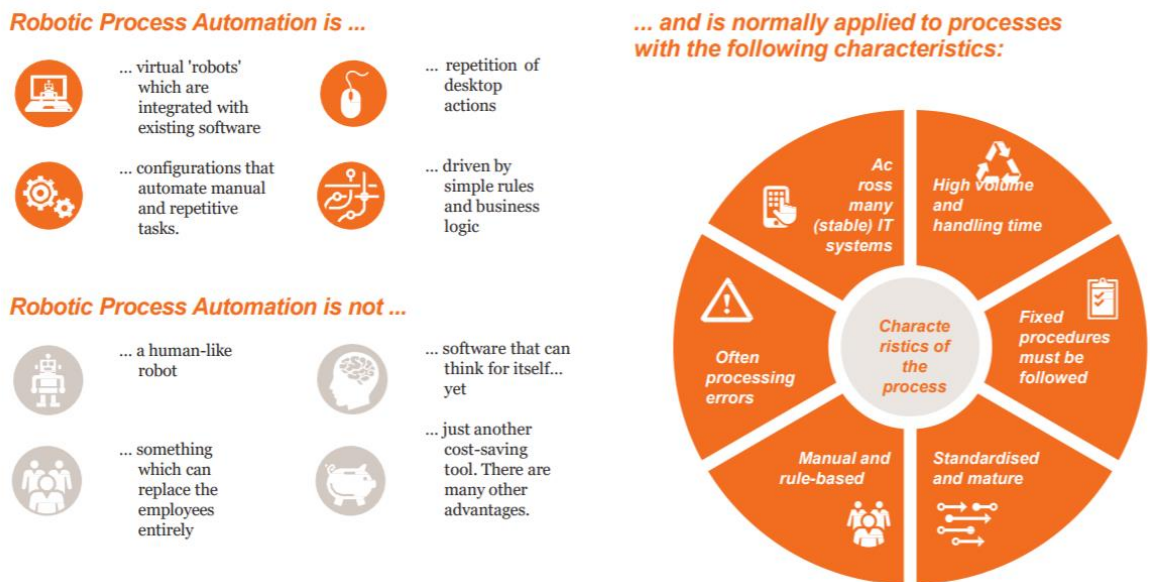 Robotic Process Automation is ...
... virtual 'robots'
which are
integrated with
existing software
... repetition of
desktop
actions
... configurations that
automate manual
and repetitive
tasks.
... driven by
simple rules
and business
logic
Robotic Process Automation is not ...
... a human-like
robot
... software that can
think for itself...
yet
... something
which can
replace the
employees
entirely
... just another
cost-saving
tool. There are
many other
advantages.
... and is normally applied to processes
with the following characteristics:
Ac
ross
many
(stable) IT
systems
High volume
and
handling time
Often
processing
errors
Characte
ristics of
the
process
Fixed
procedures
must be
followed
Manual and
rule-based
Standardised
and mature